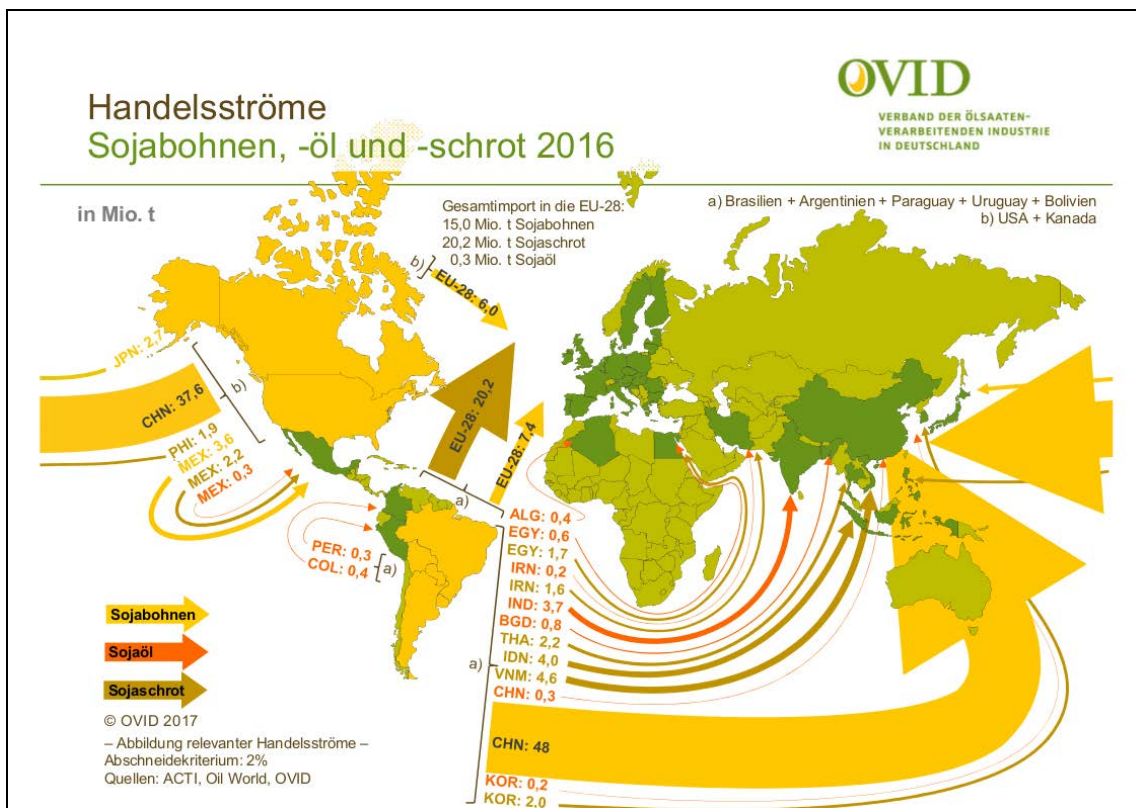 Handelsströme
Sojabohnen, -öl und -schrot 2016
OVID
VERBAND DER ÖLSAATEN-
VERARBEITENDEN INDUSTRIE
IN DEUTSCHLAND
in Mio. t
Gesamtimport in die EU-28:
15,0 Mio. t Sojabohnen
20,2 Mio. t Sojaschrot
0,3 Mio. t Sojaöl
a) Brasilien + Argentinien + Paraguay + Uruguay + Bolivien
b) USA + Kanada
b)
EU-28: 6,0
JPN: 2,7
CHN: 37,6
b)
PHI: 1,9
MEX: 3,6
MEX: 2,2
MEX: 0,3
EU-28: 20,2
EU-28: 7,4
a)
PER: 0,3
COL: 0,4
a)
ALG: 0,4
EGY: 0,6
EGY: 1,7
IRN: 0,2
IRN: 1,6
IND: 3,7
BGD: 0,8
THA: 2,2
IDN: 4,0
VNM: 4,6
CHN: 0,3
a)
CHN: 48
KOR: 0,2
KOR: 2,0
Sojabohnen
Sojaöl
Sojaschrot
© OVID 2017
– Abbildung relevanter Handelsströme –
Abschneidekriterium: 2%
Quellen: ACTI, Oil World, OVID